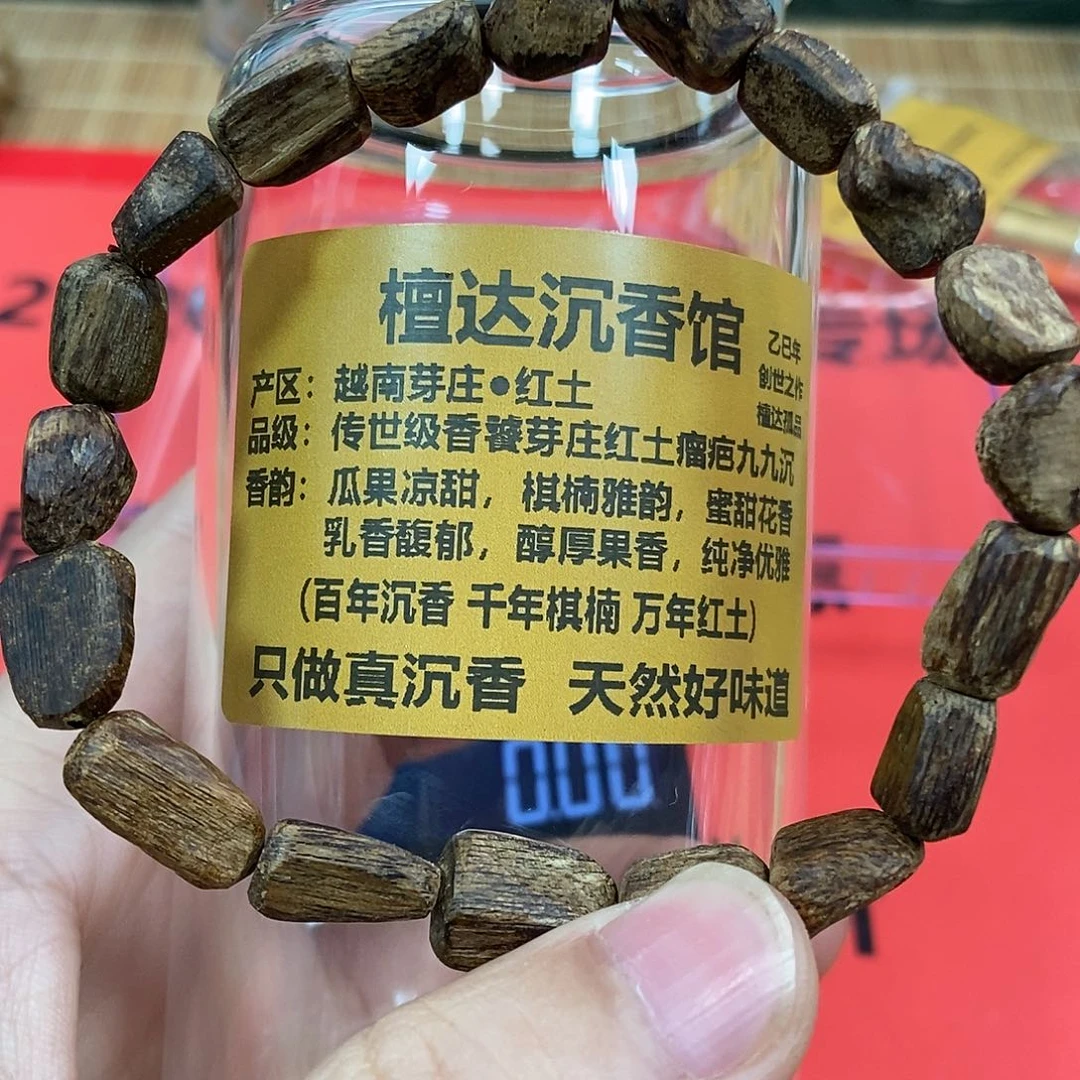 檀达沉香馆
乙巳年
创世之作
檀达孤品
产区：越南芽庄•红土
品级：传世级香饕芽庄红土瘤疤九九沉
香韵：瓜果凉甜，棋楠雅韵，蜜甜花香
乳香馥郁，醇厚果香，纯净优雅
（百年沉香 千年棋楠 万年红土）
只做真沉香 天然好味道
0.00